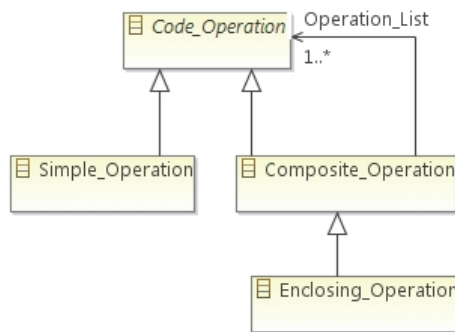 Code_Operation
Operation_List
1..*
Simple_Operation
Composite_Operation
Enclosing_Operation